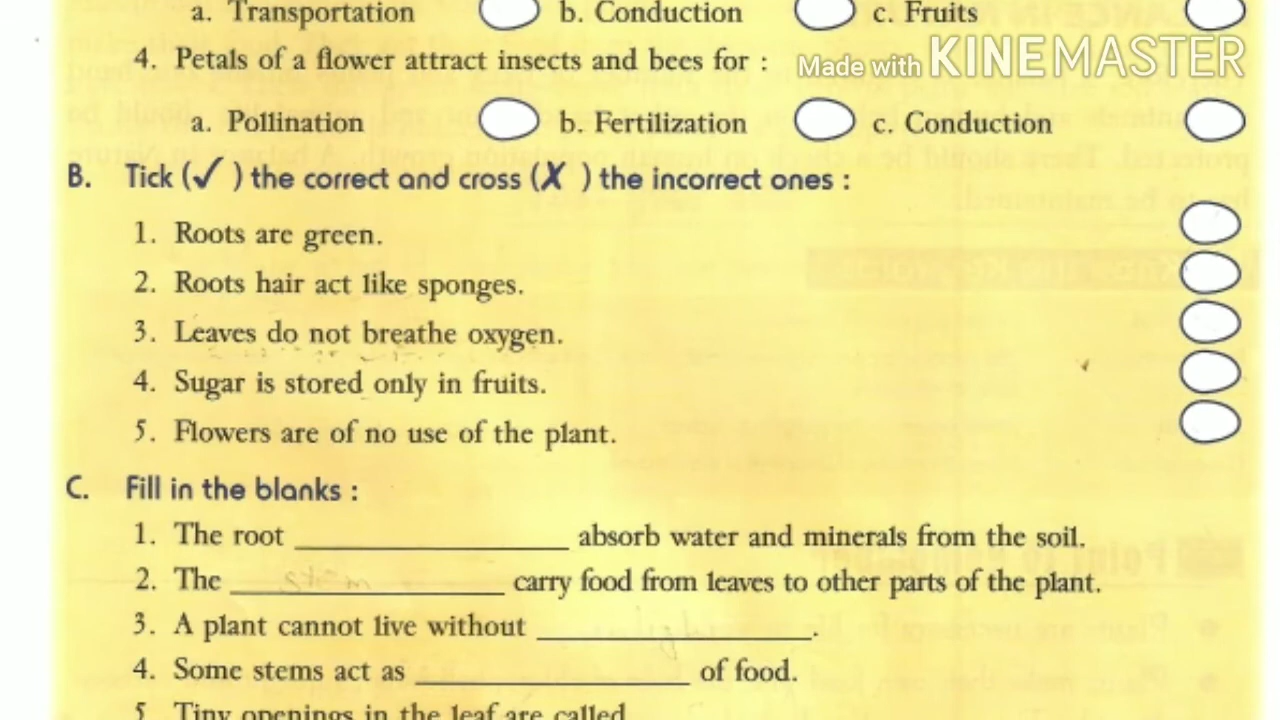 a. Transportation b. Conduction c. Fruits
4. Petals of a flower attract insects and bees for :
Made with KINEMASTER
a. Pollination b. Fertilization c. Conduction
B. Tick (✓ ) the correct and cross (X ) the incorrect ones :
1. Roots are green.
2. Roots hair act like sponges.
3. Leaves do not breathe oxygen.
4. Sugar is stored only in fruits.
5. Flowers are of no use of the plant.
C. Fill in the blanks :
1. The root ____________ absorb water and minerals from the soil.
2. The ____________ carry food from leaves to other parts of the plant.
3. A plant cannot live without ____________.
4. Some stems act as ____________ of food.
5. Tiny openings in the leaf are called